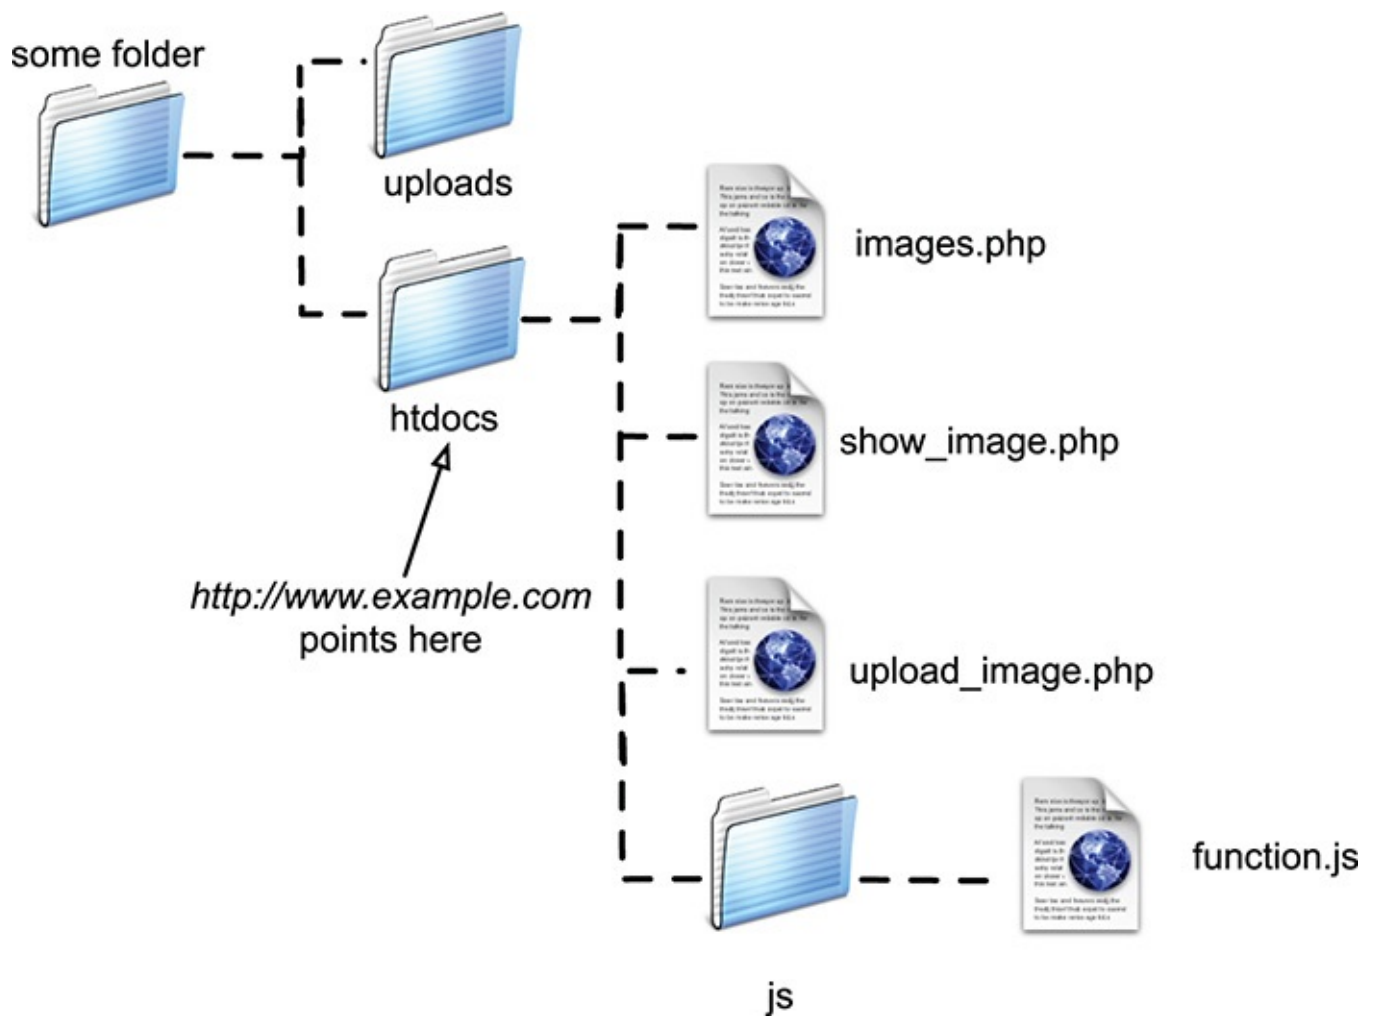 some folder
uploads
images.php
htdocs
show_image.php
http://www.example.com
points here
upload_image.php
function.js
js